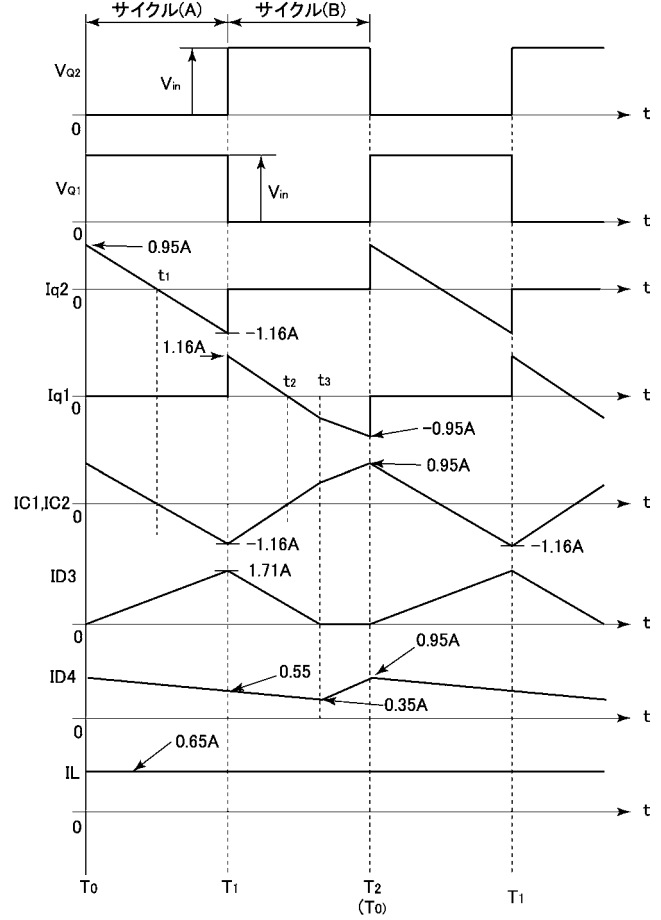 サイクル(A) サイクル(B)
VQ2
Vin
0
t
VQ1
Vin
0
t
0.95A
t1
Iq2
0
t
-1.16A
1.16A
t2
t3
Iq1
0
t
-0.95A
0.95A
IC1,IC2
0
t
-1.16A
-1.16A
1.71A
ID3
0
t
0.95A
0.55
ID4
0.35A
0
t
0.65A
IL
0
t
T0 T1 T2 T1
(T0)